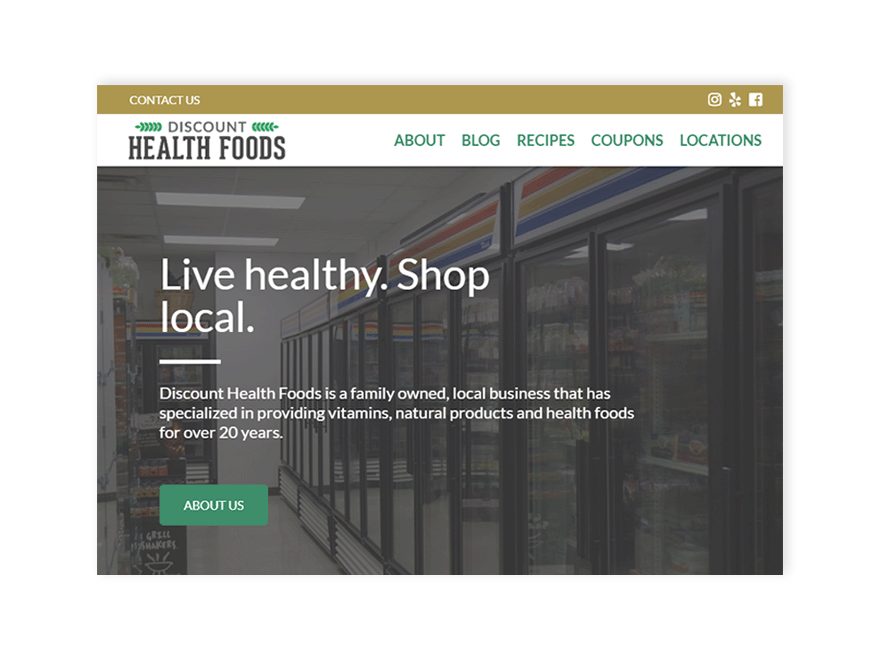 CONTACT US
DISCOUNT
HEALTH FOODS
ABOUT BLOG RECIPES COUPONS LOCATIONS
Live healthy. Shop
local.
Discount Health Foods is a family owned, local business that has
specialized in providing vitamins, natural products and health foods
for over 20 years.
ABOUT US
GRILL
SHAKERS